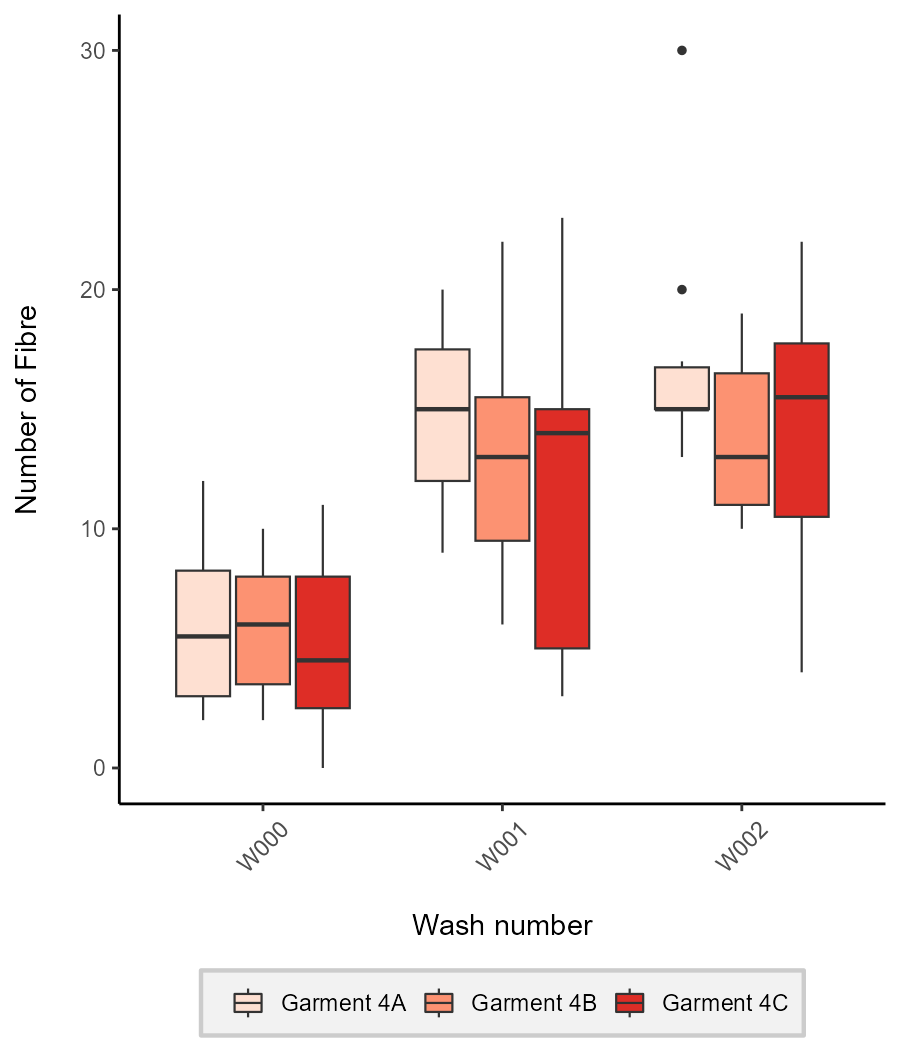 30
20
10
0
Number of Fibre
W000 W001 W002
Wash number
Garment 4A Garment 4B Garment 4C